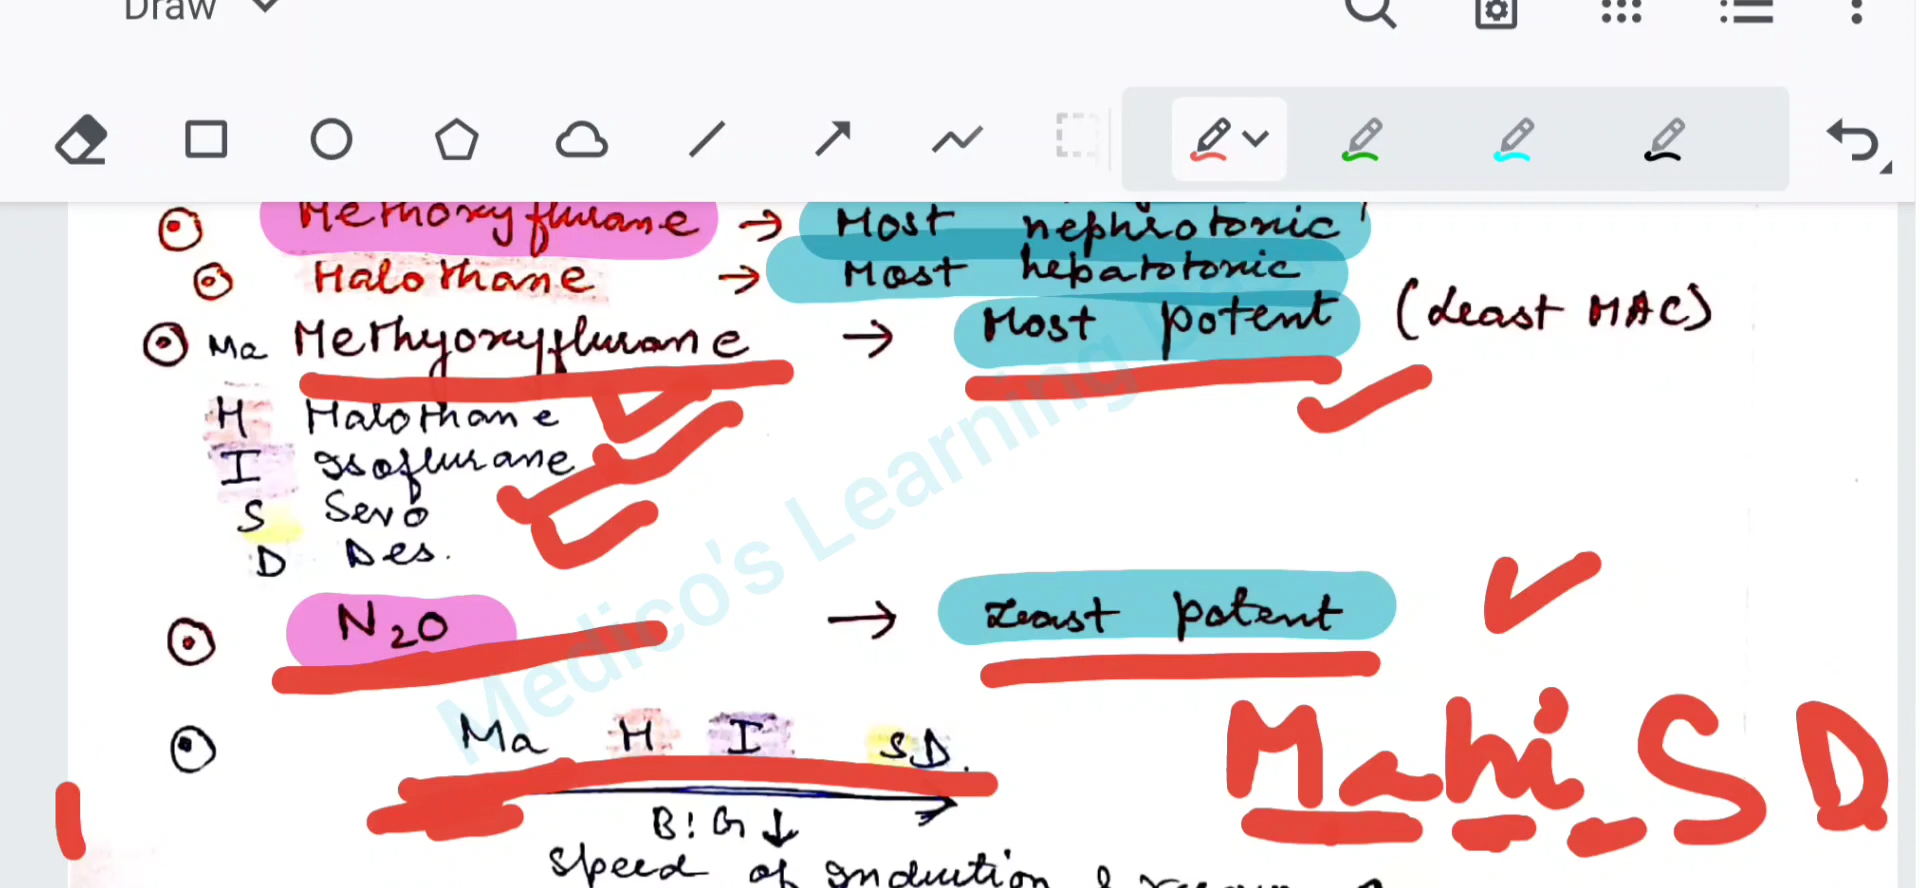 Draw
Methoxyflurane → Most nephrotoxic
Halothane → Most hepatotoxic
Ma Methyoxyflurane → Most potent (Least MAC)
H Halothane
I Isoflurane
S Sevo
D Des.
N₂O → Least potent
Ma H I SD.
Mahi SD
B:G ↓
Speed of Induction &
Medico's Learning